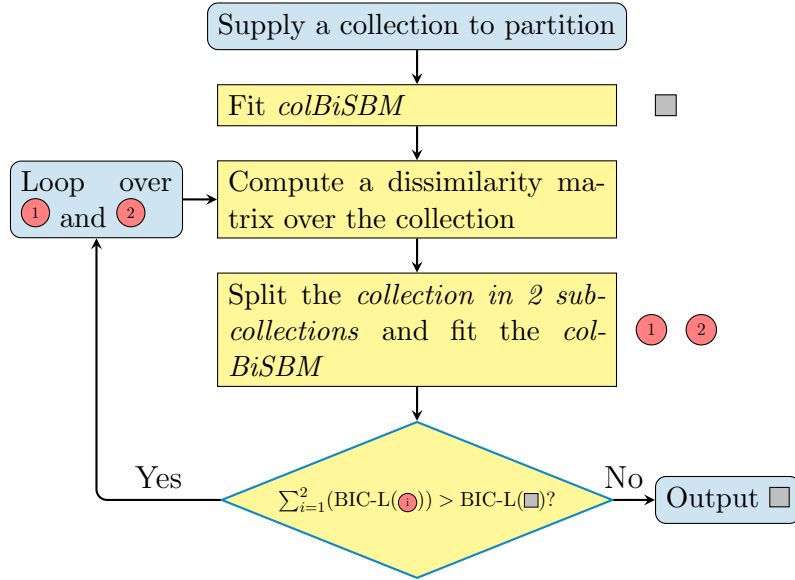 Supply a collection to partition
Fit colBiSBM
Loop over
1 and 2
Compute a dissimilarity ma-
trix over the collection
Split the collection in 2 sub-
collections and fit the col-
BiSBM
1 2
Yes
∑²ᵢ₌₁(BIC-L(i)) > BIC-L(■)?
No
Output ■